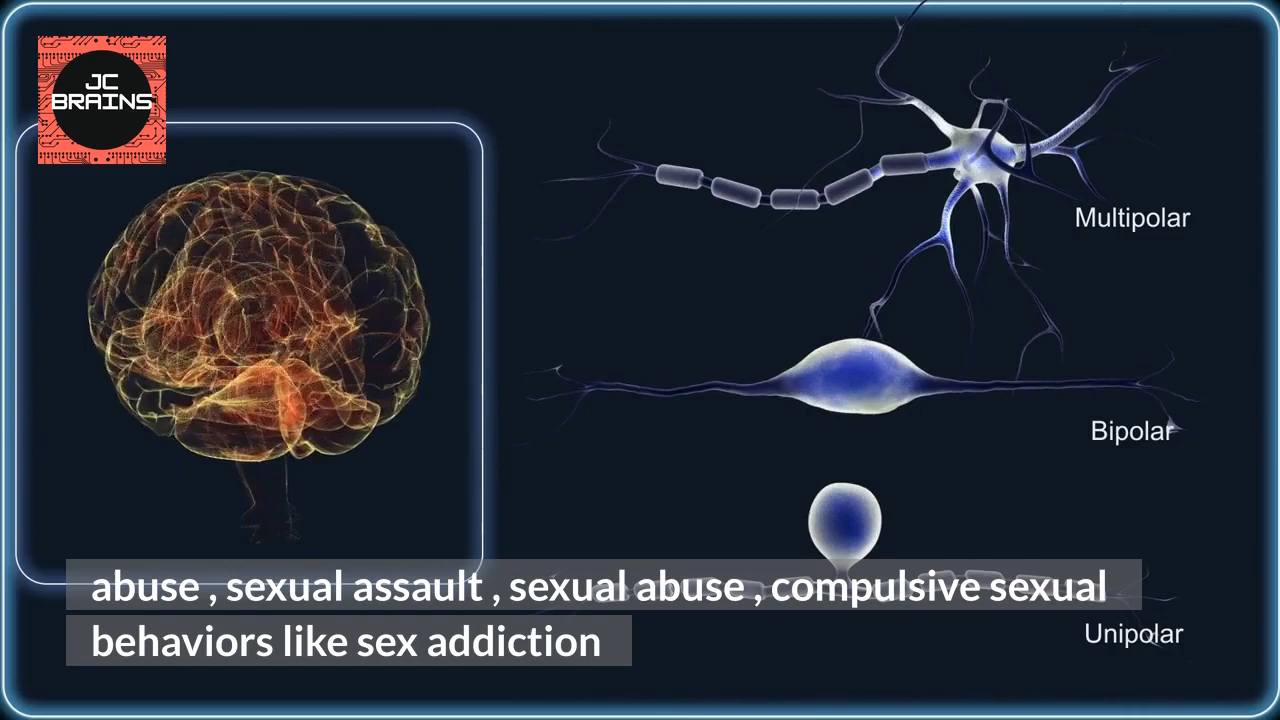 JC
BRAINS
Multipolar
Bipolar
abuse , sexual assault , sexual abuse , compulsive sexual
behaviors like sex addiction
Unipolar